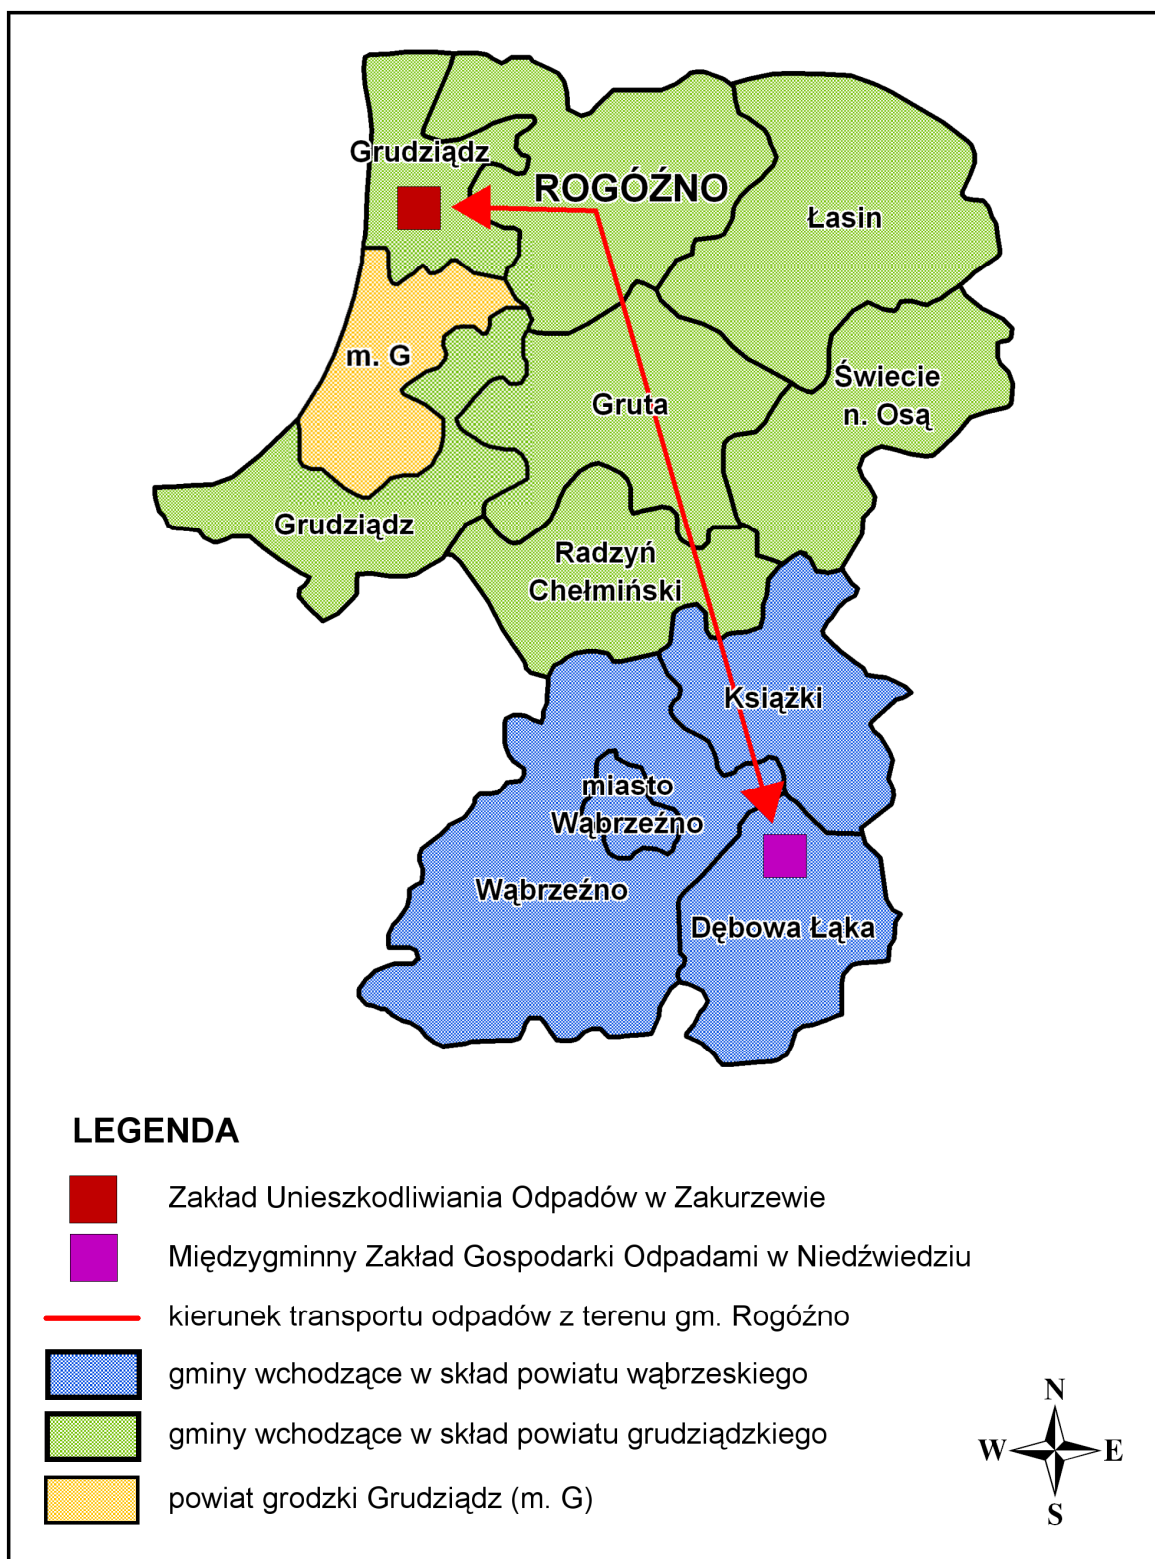 Grudziądz
ROGÓŹNO
Łasin
m. G
Świecie
n. Osą
Gruta
Grudziądz
Radzyń
Chełmiński
Książki
miasto
Wąbrzeźno
Wąbrzeźno
Dębowa Łąka
LEGENDA
Zakład Unieszkodliwiania Odpadów w Zakurzewie
Międzygminny Zakład Gospodarki Odpadami w Niedźwiedziu
kierunek transportu odpadów z terenu gm. Rogóźno
gminy wchodzące w skład powiatu wąbrzeskiego
gminy wchodzące w skład powiatu grudziądzkiego
powiat grodzki Grudziądz (m. G)
N
W E
S